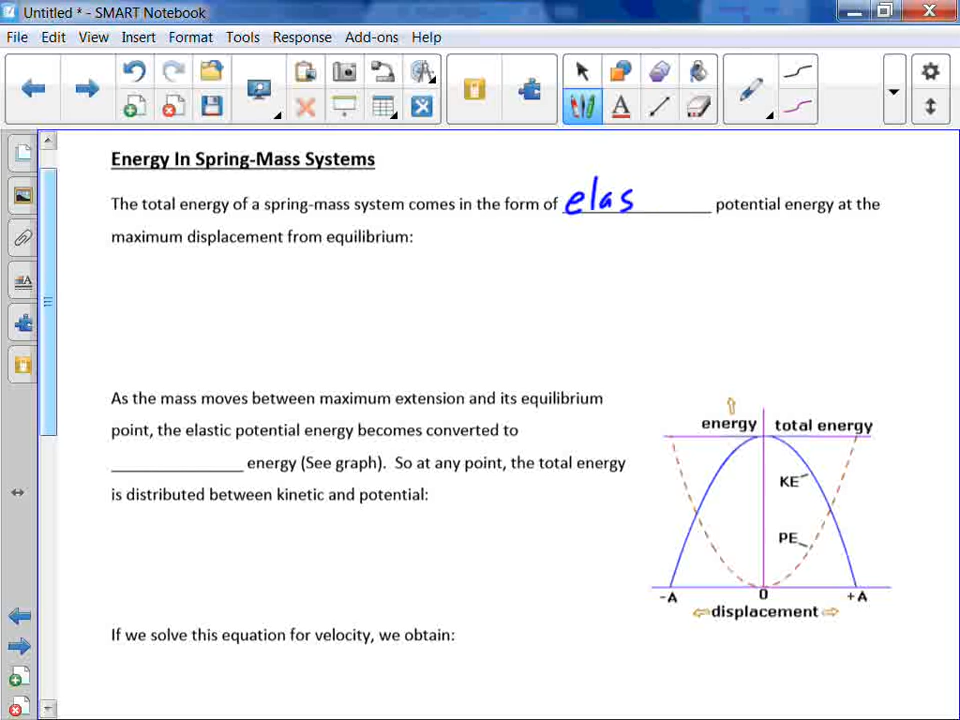 Untitled * - SMART Notebook
File Edit View Insert Format Tools Response Add-ons Help
Energy In Spring-Mass Systems
The total energy of a spring-mass system comes in the form of elas____________ potential energy at the
maximum displacement from equilibrium:
As the mass moves between maximum extension and its equilibrium
point, the elastic potential energy becomes converted to
_______________ energy (See graph). So at any point, the total energy
is distributed between kinetic and potential:
energy total energy
KE
PE
-A 0 +A
displacement
If we solve this equation for velocity, we obtain: